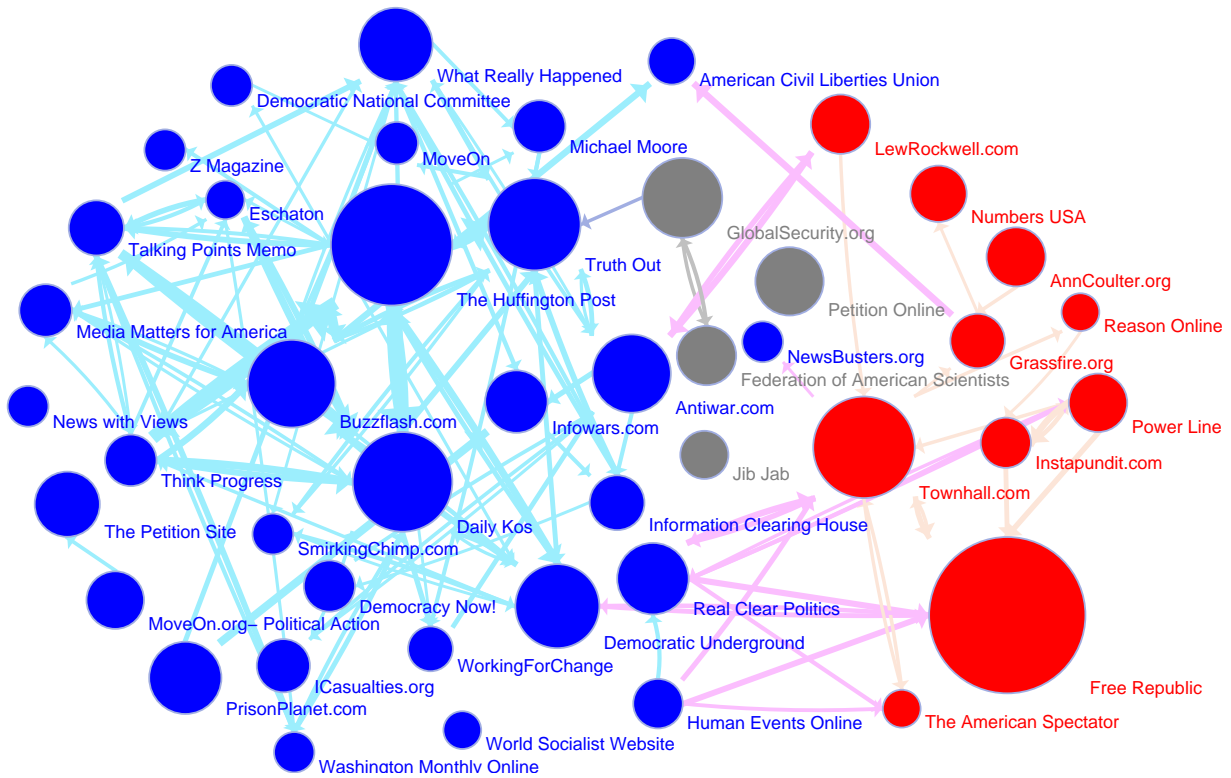 What Really Happened
American Civil Liberties Union
Democratic National Committee
Michael Moore
LewRockwell.com
MoveOn
Z Magazine
Eschaton
Numbers USA
GlobalSecurity.org
Talking Points Memo
Truth Out
AnnCoulter.org
The Huffington Post
Petition Online
Reason Online
Media Matters for America
NewsBusters.org
Grassfire.org
Federation of American Scientists
Antiwar.com
News with Views
Buzzflash.com
Infowars.com
Power Line
Instapundit.com
Jib Jab
Think Progress
Townhall.com
The Petition Site
Daily Kos
Information Clearing House
SmirkingChimp.com
Democracy Now!
Real Clear Politics
MoveOn.org– Political Action
Democratic Underground
WorkingForChange
ICasualties.org
Free Republic
PrisonPlanet.com
Human Events Online
The American Spectator
World Socialist Website
Washington Monthly Online